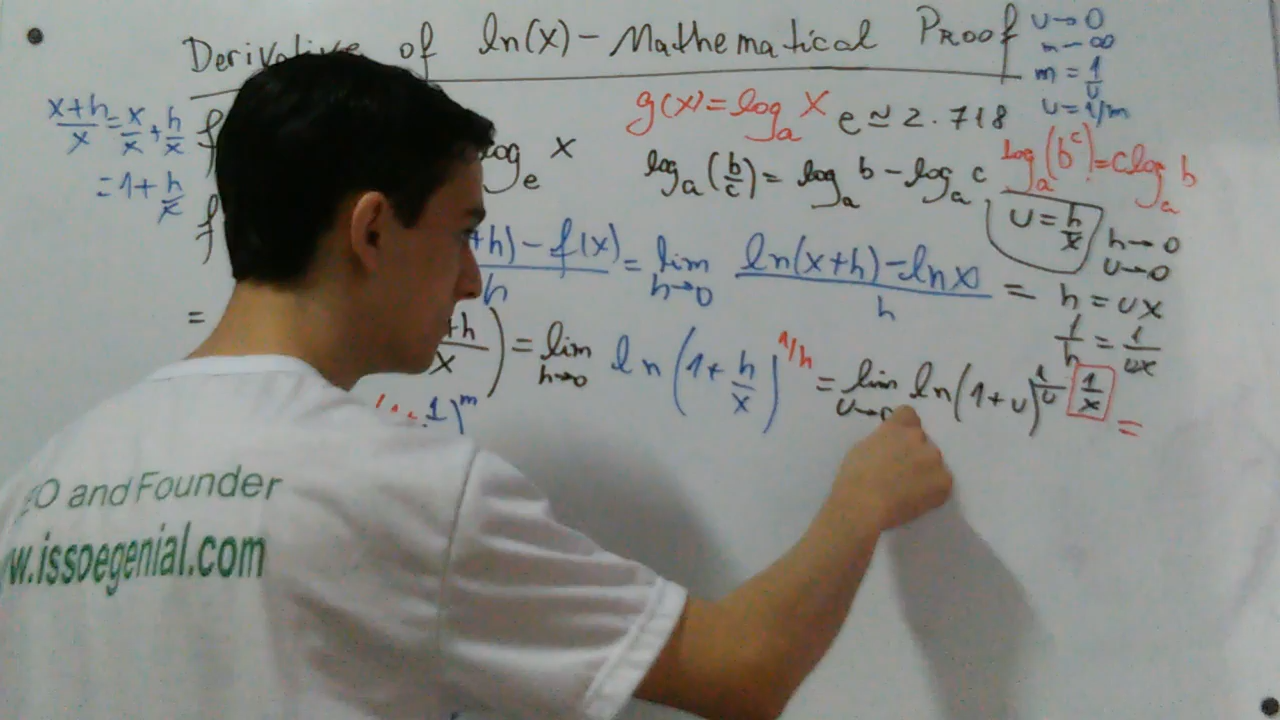 Derivative of ln(x) - Mathematical Proof
u→0
m→∞
m = 1/u
u = 1/m
(x+h)/x = x/x + h/x
= 1 + h/x
f
g(x) = log_a x
e ≃ 2.718
log_e x
log_a(b/c) = log_a b - log_a c
log_a(b^c) = c log_a b
f
+h) - f(x) / h = lim h→0 (ln(x+h) - ln x)/h =
u = h/x
h→0
u→0
h = ux
1/h = 1/ux
=
+h / x) = lim h→0 ln(1 + h/x)^1/h = lim u→0 ln(1+u)^1/u 1/x =
1)^m
O and Founder
w.issoegenial.com